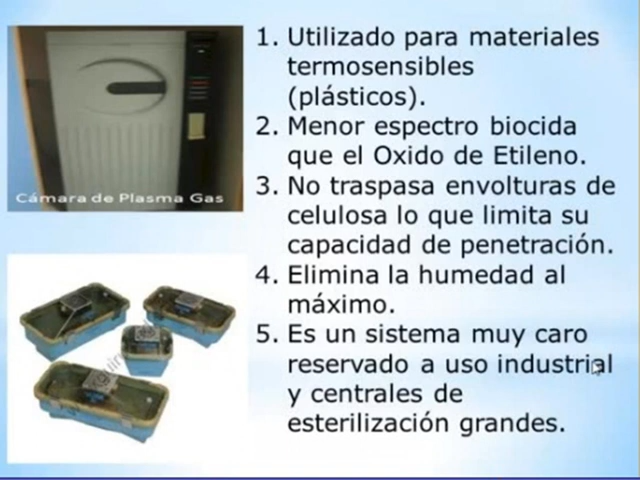 Cámara de Plasma Gas
1. Utilizado para materiales
termosensibles
(plásticos).
2. Menor espectro biocida
que el Oxido de Etileno.
3. No traspasa envolturas de
celulosa lo que limita su
capacidad de penetración.
4. Elimina la humedad al
máximo.
5. Es un sistema muy caro
reservado a uso industrial
y centrales de
esterilización grandes.